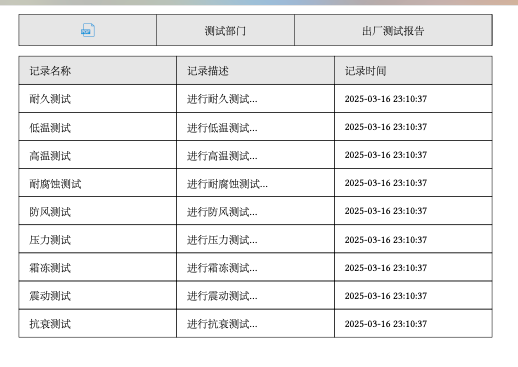 测试部门 出厂测试报告
记录名称 记录描述 记录时间
耐久测试 进行耐久测试... 2025-03-16 23:10:37
低温测试 进行低温测试... 2025-03-16 23:10:37
高温测试 进行高温测试... 2025-03-16 23:10:37
耐腐蚀测试 进行耐腐蚀测试... 2025-03-16 23:10:37
防风测试 进行防风测试... 2025-03-16 23:10:37
压力测试 进行压力测试... 2025-03-16 23:10:37
霜冻测试 进行霜冻测试... 2025-03-16 23:10:37
震动测试 进行震动测试... 2025-03-16 23:10:37
抗衰测试 进行抗衰测试... 2025-03-16 23:10:37